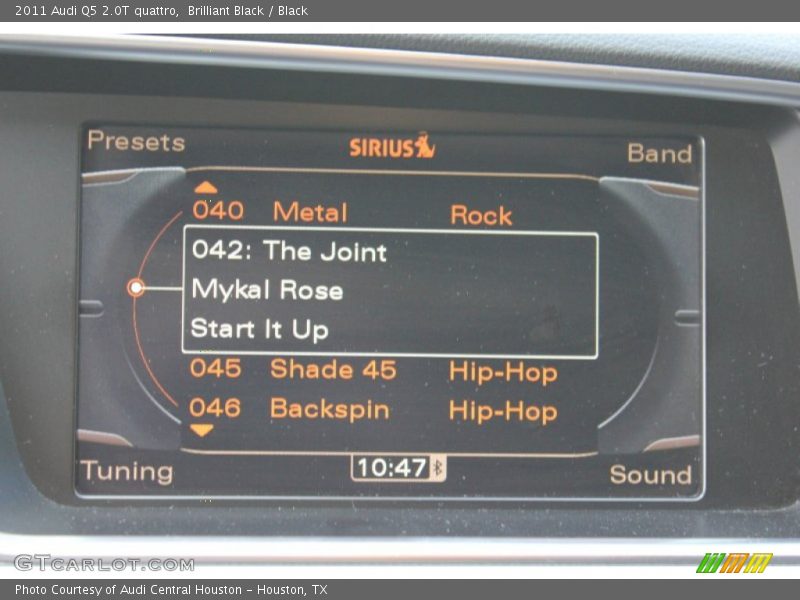 2011 Audi Q5 2.0T quattro, Brilliant Black / Black
Presets
SIRIUS
Band
040 Metal Rock
042: The Joint
Mykal Rose
Start It Up
045 Shade 45 Hip-Hop
046 Backspin Hip-Hop
Tuning
10:47
Sound
GTCARLOT.COM
Photo Courtesy of Audi Central Houston - Houston, TX